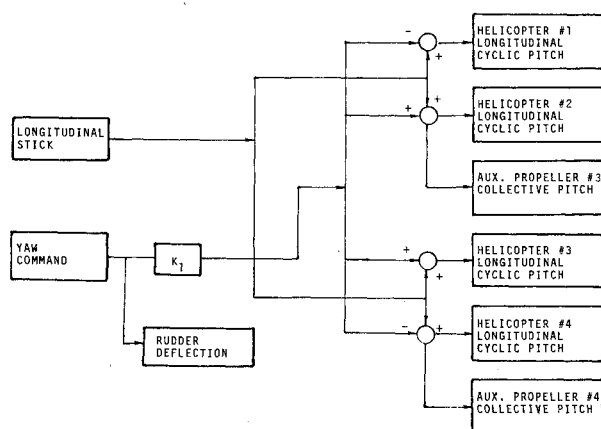 HELICOPTER #1
LONGITUDINAL
CYCLIC PITCH
-
+
+
HELICOPTER #2
LONGITUDINAL
CYCLIC PITCH
+
LONGITUDINAL
STICK
AUX. PROPELLER #3
COLLECTIVE PITCH
YAW
COMMAND
K1
+
HELICOPTER #3
LONGITUDINAL
CYCLIC PITCH
+
RUDDER
DEFLECTION
-
+
HELICOPTER #4
LONGITUDINAL
CYCLIC PITCH
AUX. PROPELLER #4
COLLECTIVE PITCH